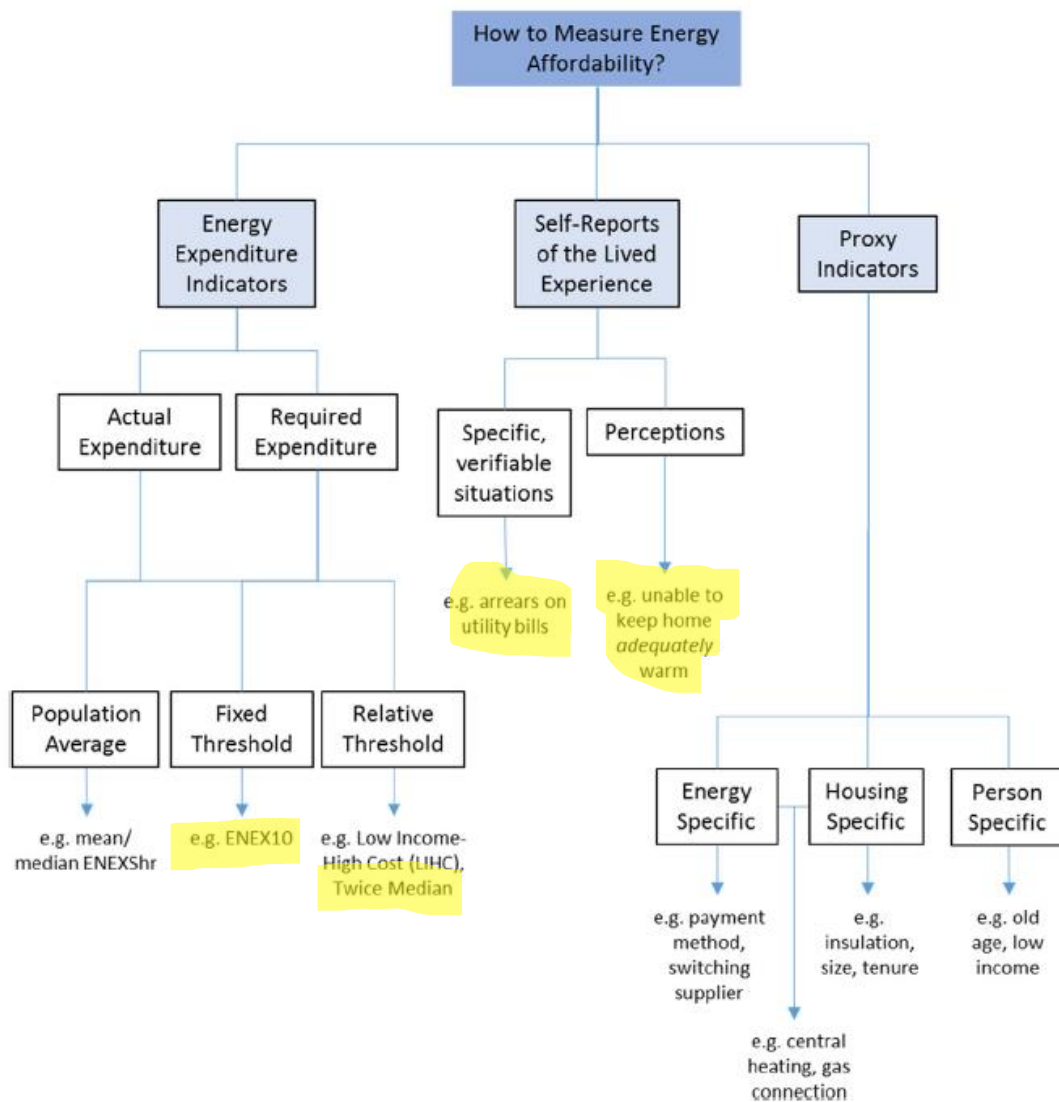 How to Measure Energy
Affordability?
Energy
Expenditure
Indicators
Self-Reports
of the Lived
Experience
Proxy
Indicators
Actual
Expenditure
Required
Expenditure
Specific,
verifiable
situations
Perceptions
e.g. arrears on
utility bills
e.g. unable to
keep home
adequately
warm
Population
Average
Fixed
Threshold
Relative
Threshold
e.g. mean/
median ENEXShr
e.g. ENEX10
e.g. Low Income-
High Cost (LIHC),
Twice Median
Energy
Specific
Housing
Specific
Person
Specific
e.g. payment
method,
switching
supplier
e.g.
insulation,
size, tenure
e.g. old
age, low
income
e.g. central
heating, gas
connection